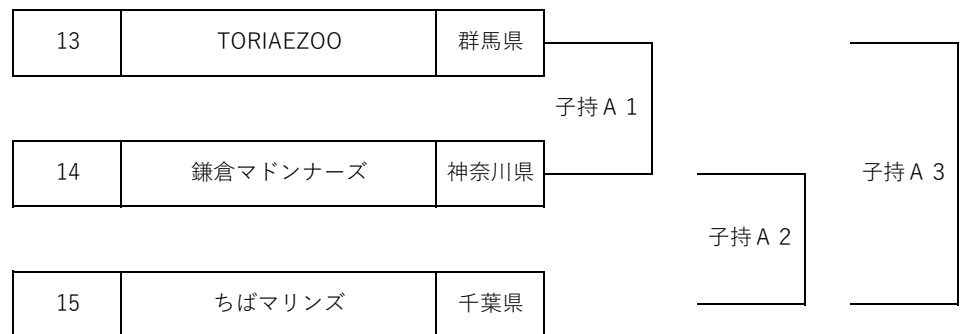 13 TORIAEZOO 群馬県
子持Ａ１
14 鎌倉マドンナーズ 神奈川県
子持Ａ３
子持Ａ２
15 ちばマリンズ 千葉県